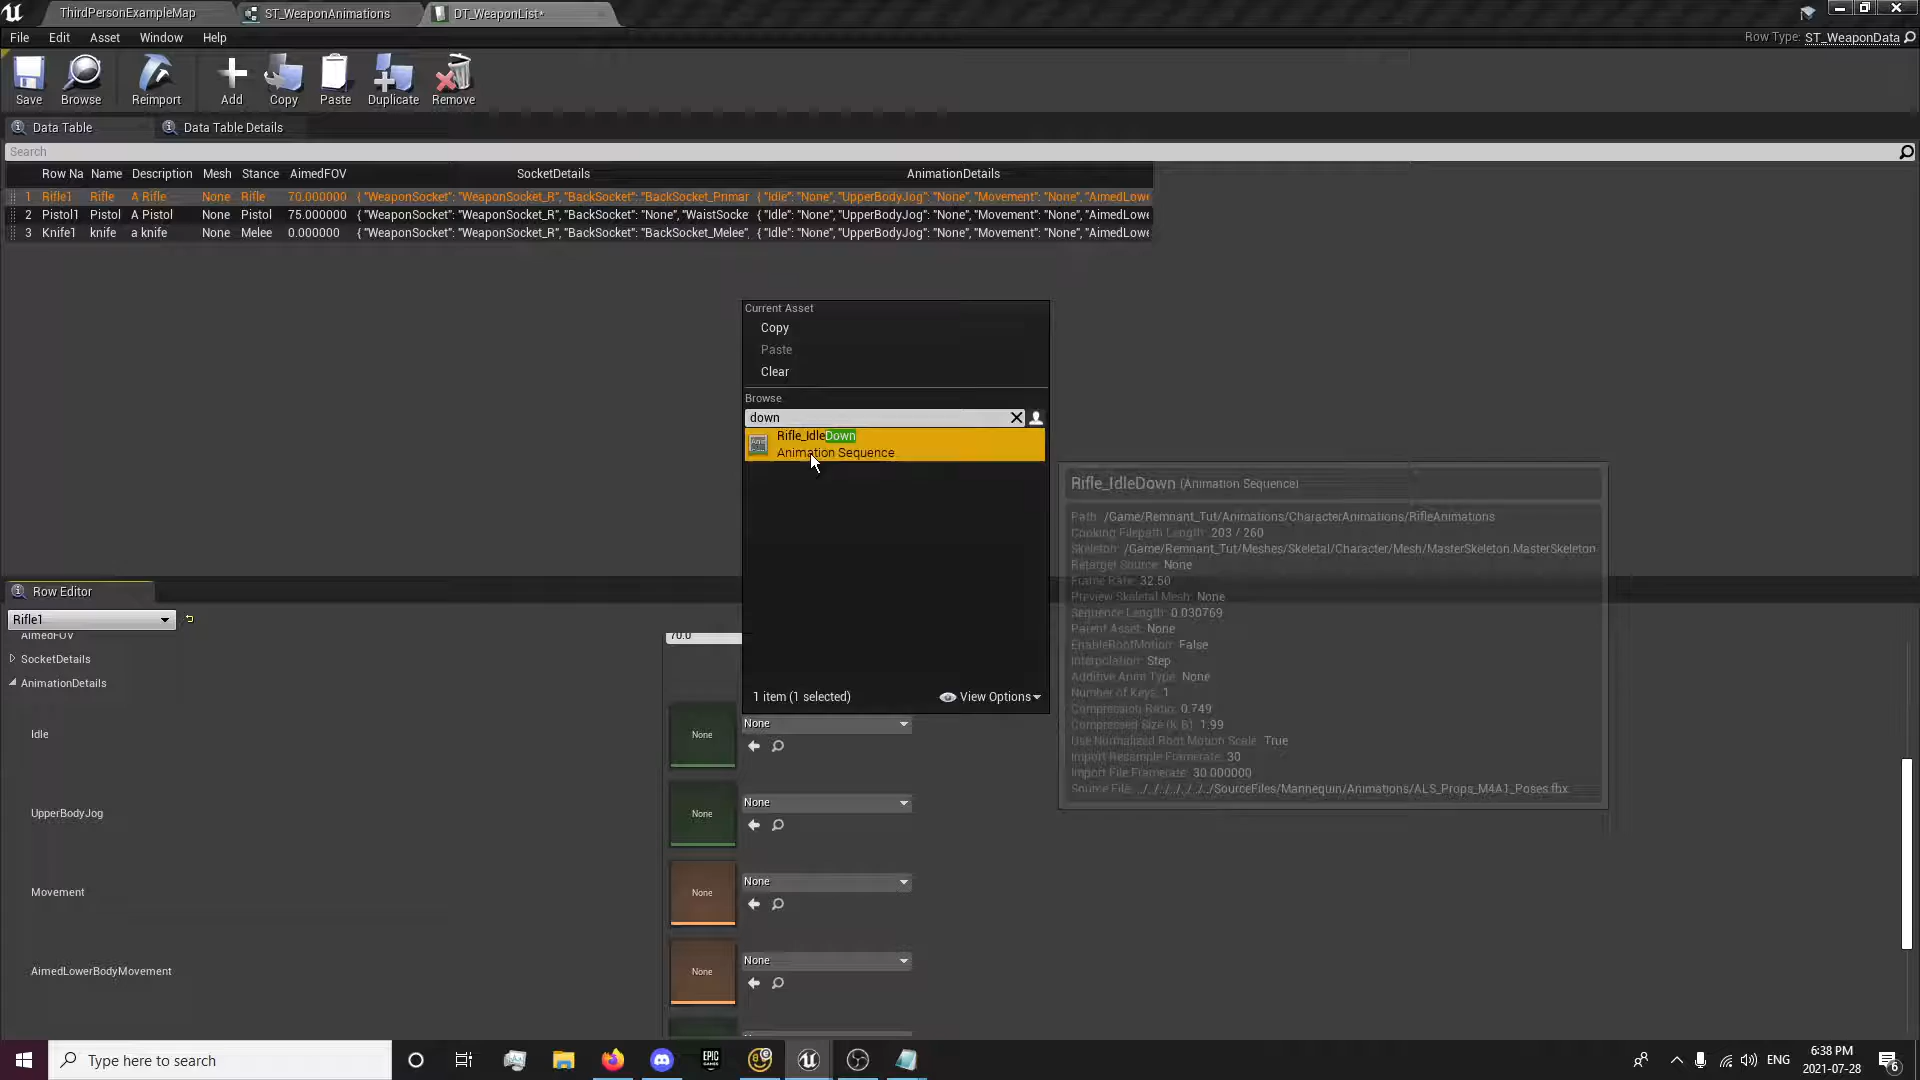 ThirdPersonExampleMap
ST_WeaponAnimations
DT_WeaponList*
File Edit Asset Window Help
Row Type: ST_WeaponData
Save Browse Reimport Add Copy Paste Duplicate Remove
Data Table
Data Table Details
Search
Row Na Name Description Mesh Stance AimedFOV SocketDetails AnimationDetails
1 Rifle1 Rifle A Rifle None Rifle 70.000000 { "WeaponSocket": "WeaponSocket_R", "BackSocket": "BackSocket_Primar { "Idle": "None", "UpperBodyJog": "None", "Movement": "None", "AimedLowe
2 Pistol1 Pistol A Pistol None Pistol 75.000000 { "WeaponSocket": "WeaponSocket_R", "BackSocket": "None", "WaistSocke { "Idle": "None", "UpperBodyJog": "None", "Movement": "None", "AimedLowe
3 Knife1 knife a knife None Melee 0.000000 { "WeaponSocket": "WeaponSocket_R", "BackSocket": "BackSocket_Melee", { "Idle": "None", "UpperBodyJog": "None", "Movement": "None", "AimedLowe
Current Asset
Copy
Paste
Clear
Browse
down
Rifle_IdleDown
Animation Sequence
1 item (1 selected)
View Options
Rifle_IdleDown (Animation Sequence)
Path: /Game/Remnant_Tut/Animations/CharacterAnimations/RifleAnimations
Cooking Filepath Length: 203 / 260
Skeleton: /Game/Remnant_Tut/Meshes/Skeletal/Character/Mesh/MasterSkeleton.MasterSkeleton
Retarget Source: None
Frame Rate: 32.50
Preview Skeletal Mesh: None
Sequence Length: 0.030769
Parent Asset: None
EnableRootMotion: False
Interpolation: Step
Additive Anim Type: None
Number of Keys: 1
Compression Ratio: 0.749
Compressed Size (KB): 1.99
Use Normalized Root Motion Scale: True
Import Resample Framerate: 30
Import File Framerate: 30.000000
Source File: ../../../../../../../SourceFiles/Mannequin/Animations/ALS_Props_M4A1_Poses.fbx
Row Editor
Rifle1
AimedFOV
70.0
SocketDetails
AnimationDetails
Idle
None
None
UpperBodyJog
None
None
Movement
None
None
AimedLowerBodyMovement
None
None
Type here to search
EPIC GAMES
ENG
6:38 PM
2021-07-28
6